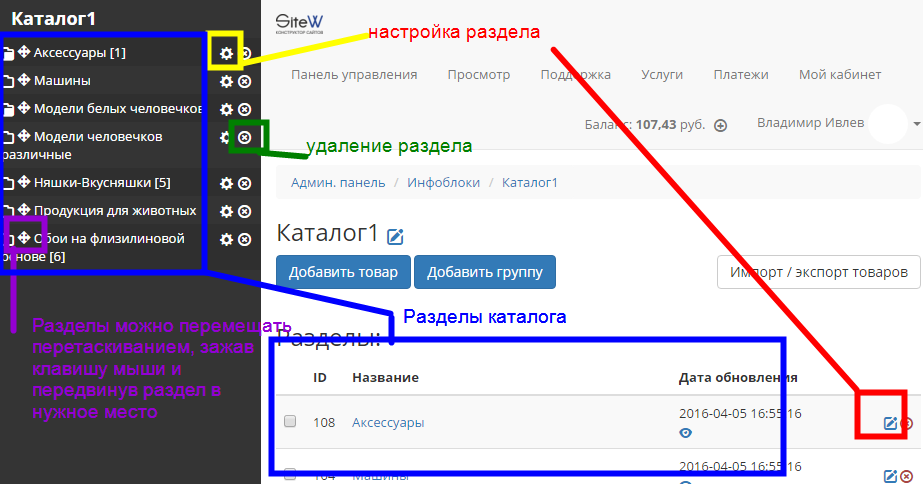 Каталог1
Аксессуары [1]
Машины
Модели белых человечков
Модели человечков
различные
Няшки-Вкусняшки [5]
Продукция для животных
Обои на флизилиновой
основе [6]
Разделы можно перемещать
перетаскиванием, зажав
клавишу мыши и
передвинув раздел в
нужное место
SiteW
КОНСТРУКТОР САЙТОВ
настройка раздела
Панель управления Просмотр Поддержка Услуги Платежи Мой кабинет
Баланс: 107,43 руб. Владимир Ивлев
удаление раздела
Админ. панель / Инфоблоки / Каталог1
Каталог1
Добавить товар Добавить группу Импорт / экспорт товаров
Разделы каталога
Разделы:
ID Название Дата обновления
108 Аксессуары 2016-04-05 16:55:16
104 Машины 2016-04-05 16:55:16